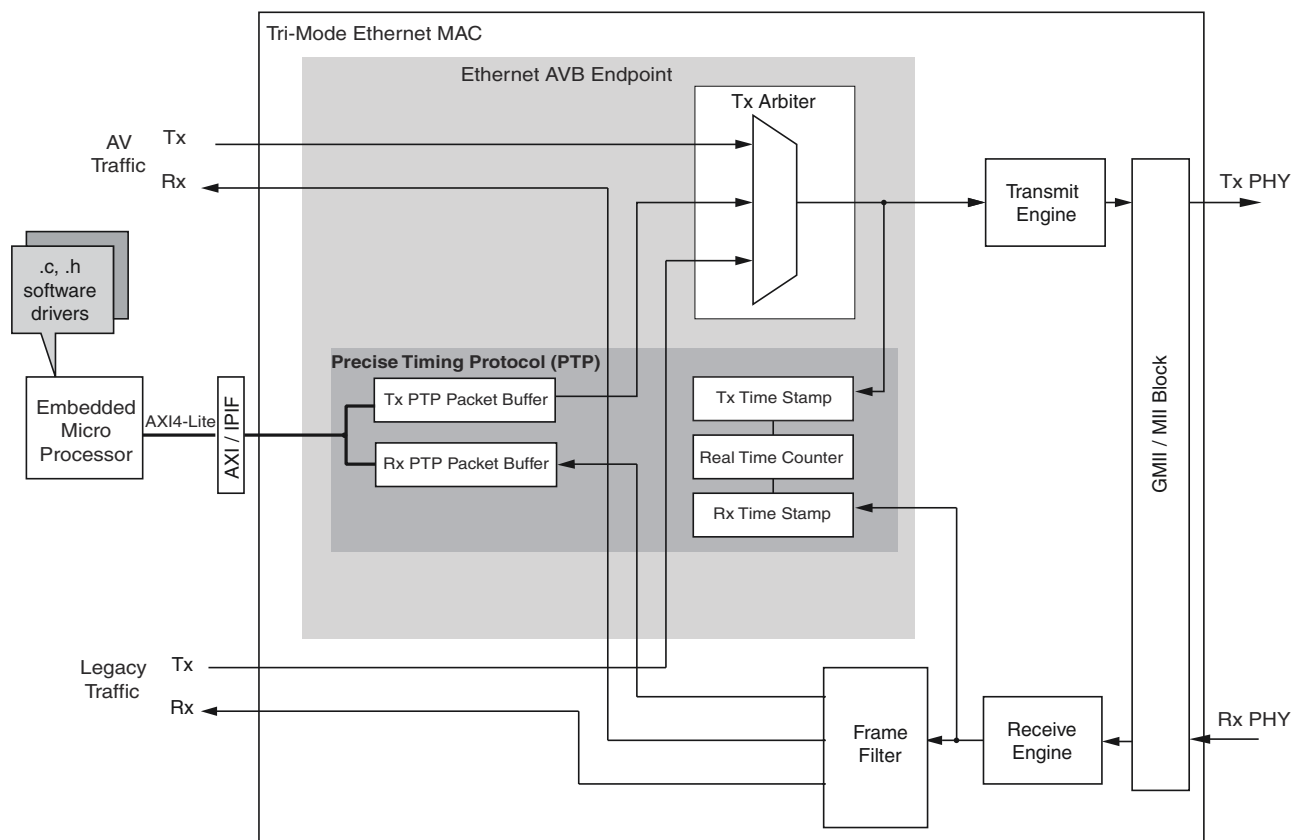 Tri-Mode Ethernet MAC
Ethernet AVB Endpoint
Tx Arbiter
AV
Traffic
Tx
Rx
Transmit
Engine
Tx PHY
.c, .h
software
drivers
Precise Timing Protocol (PTP)
Tx PTP Packet Buffer
Rx PTP Packet Buffer
Tx Time Stamp
Real Time Counter
Rx Time Stamp
Embedded
Micro
Processor
AXI4-Lite
AXI / IPIF
GMII / MII Block
Legacy
Traffic
Tx
Rx
Frame
Filter
Receive
Engine
Rx PHY